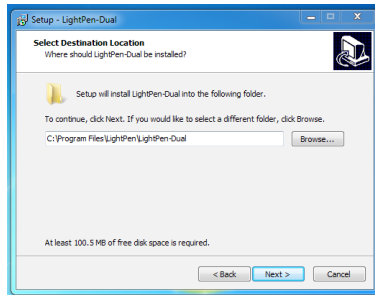 Setup - LightPen-Dual
Select Destination Location
Where should LightPen-Dual be installed?
Setup will install LightPen-Dual into the following folder.
To continue, click Next. If you would like to select a different folder, click Browse.
C:\Program Files\LightPen\LightPen-Dual
Browse...
At least 100.5 MB of free disk space is required.
< Back
Next >
Cancel